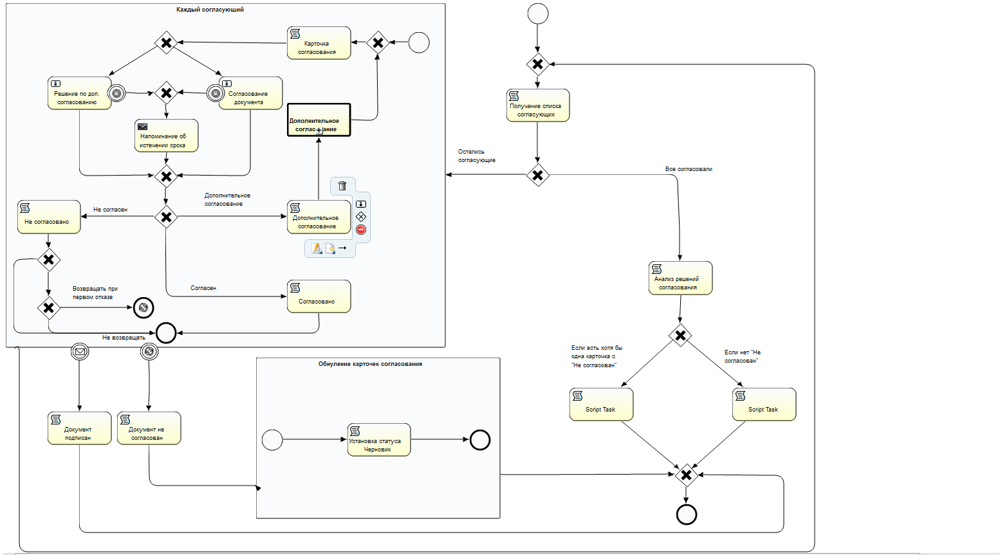 Каждый согласующий
Карточка
согласования
Решение по доп.
согласованию
Согласование
документа
Дополнительное
согласование
Напоминание об
истечении срока
Дополнительное
согласование
Не согласен
Не согласовано
Дополнительное
согласование
Возвращать при
первом отказе
Согласен
Согласовано
Не возвращать
Документ
подписан
Документ не
согласован
Обнуление карточек согласования
Установка статуса
Черновик
Получение списка
согласующих
Остались
согласующие
Все согласовали
Анализ решений
согласования
Если есть хотя бы
одна карточка с
"Не согласован"
Если нет "Не
согласован"
Script Task
Script Task